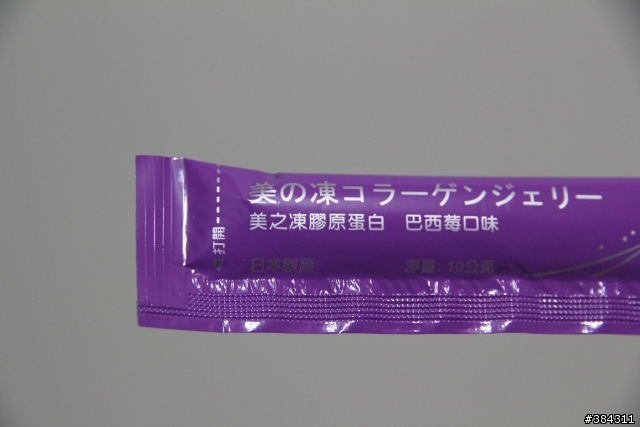 美の凍コラーゲンジェリー
美之凍膠原蛋白 巴西莓口味
日本製造 淨重: 10公克
打開
#384311